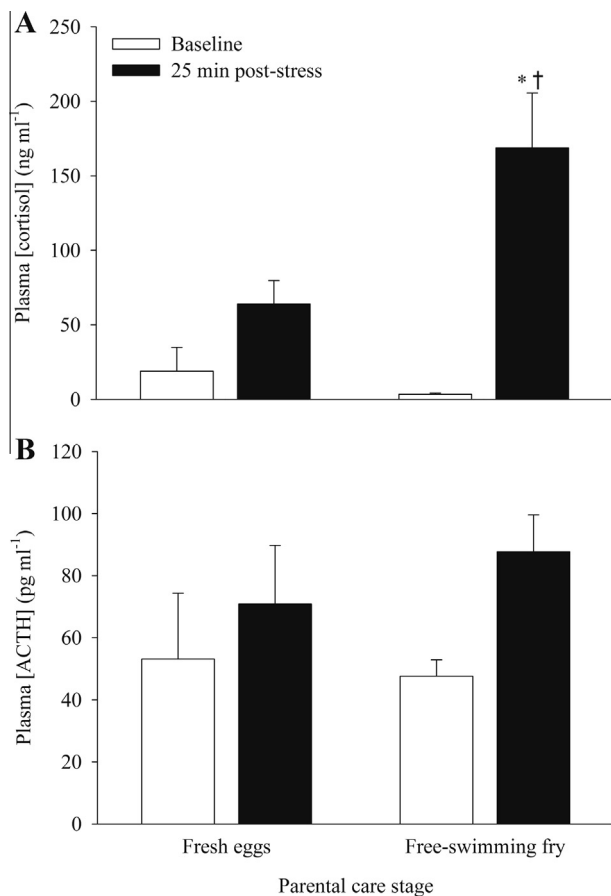 A
250
200
150
100
50
0
Plasma [cortisol] (ng ml⁻¹)
Baseline
25 min post-stress
* †
B
120
100
80
60
40
20
0
Plasma [ACTH] (pg ml⁻¹)
Fresh eggs
Free-swimming fry
Parental care stage